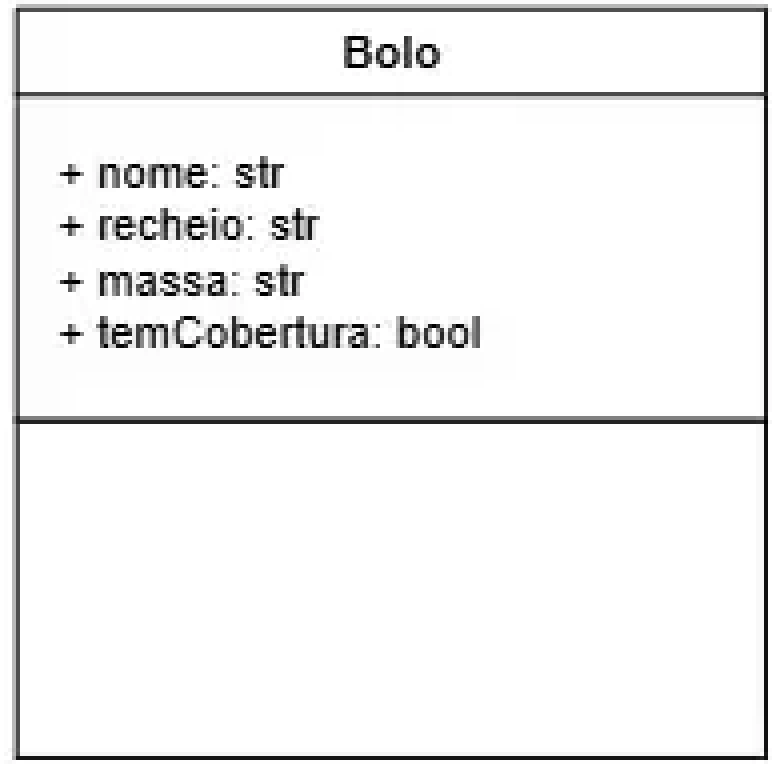 Bolo
+ nome: str
+ recheio: str
+ massa: str
+ temCobertura: bool